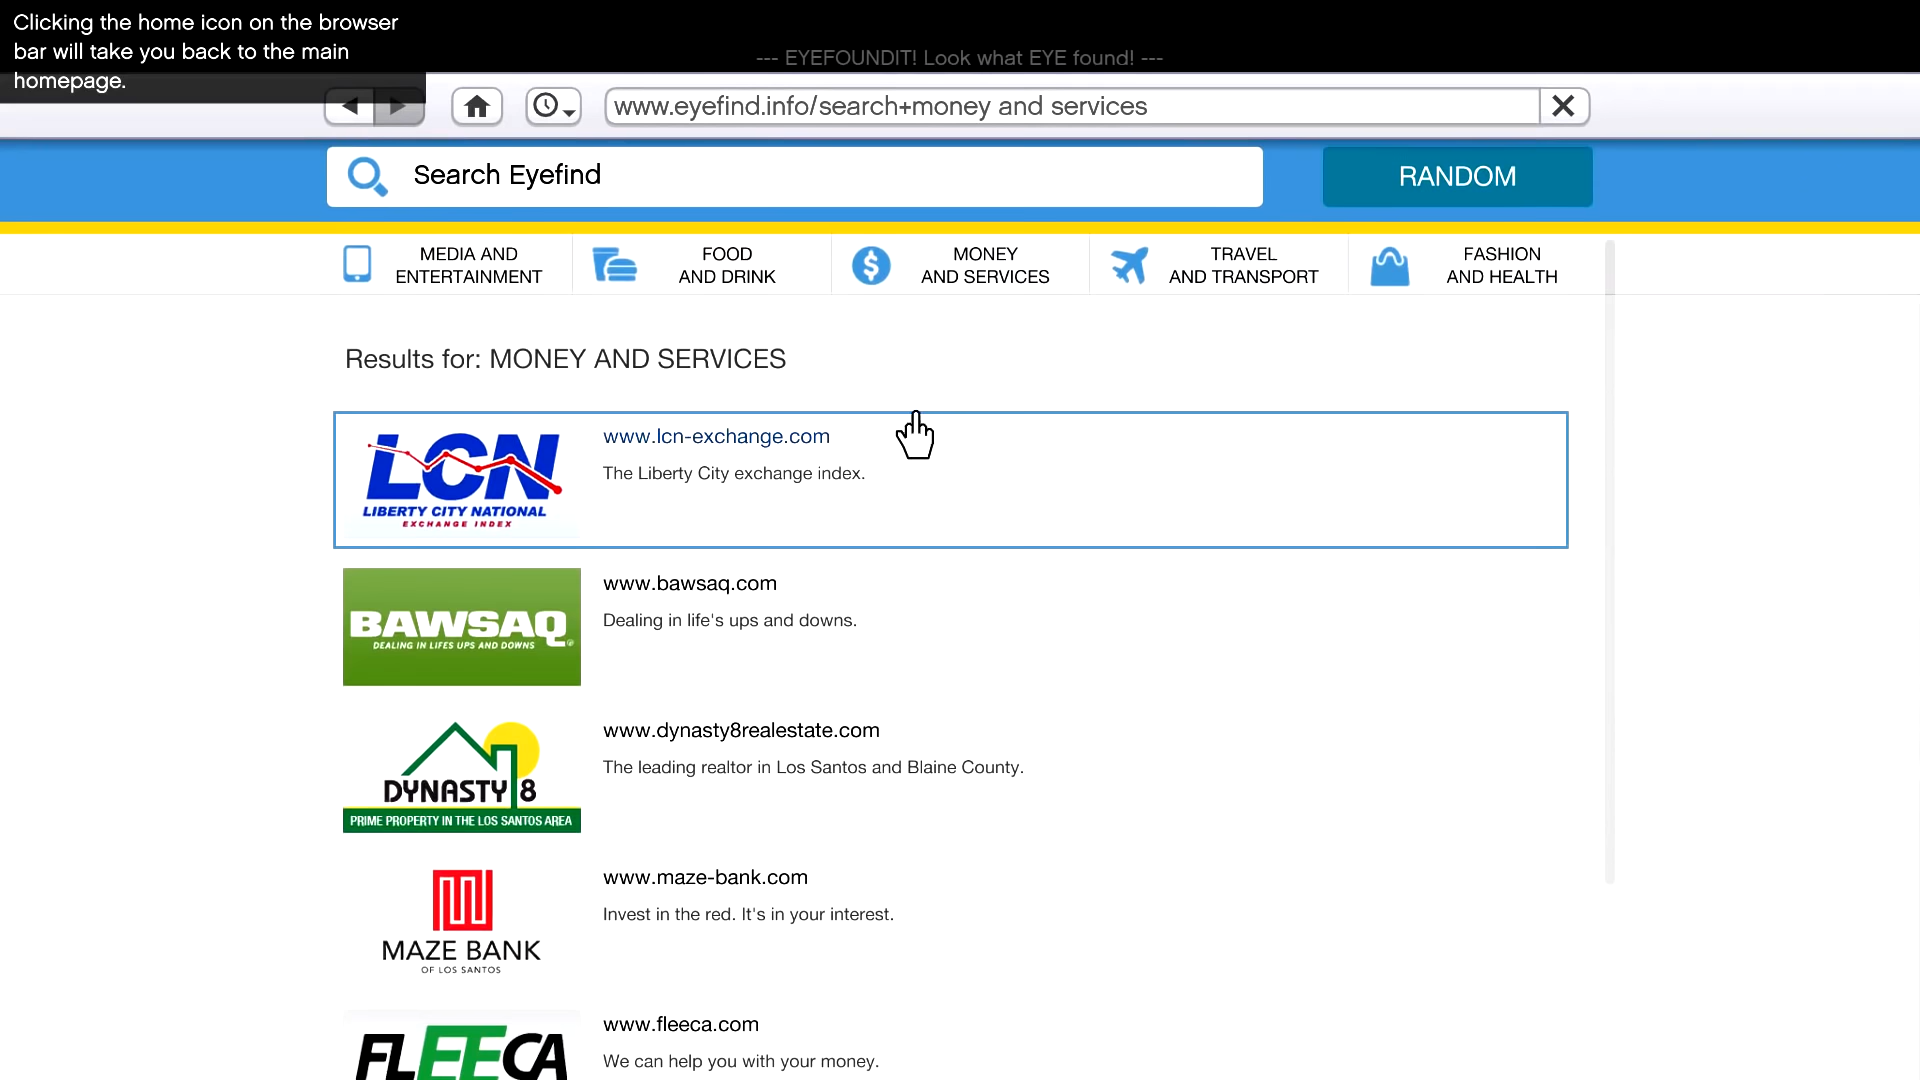 Clicking the home icon on the browser
bar will take you back to the main
homepage.
--- EYEFOUNDIT! Look what EYE found! ---
www.eyefind.info/search+money and services
Search Eyefind
RANDOM
MEDIA AND
ENTERTAINMENT
FOOD
AND DRINK
MONEY
AND SERVICES
TRAVEL
AND TRANSPORT
FASHION
AND HEALTH
Results for: MONEY AND SERVICES
LCN
LIBERTY CITY NATIONAL
EXCHANGE INDEX
www.lcn-exchange.com
The Liberty City exchange index.
BAWSAQ
DEALING IN LIFES UPS AND DOWNS
www.bawsaq.com
Dealing in life's ups and downs.
DYNASTY 8
PRIME PROPERTY IN THE LOS SANTOS AREA
www.dynasty8realestate.com
The leading realtor in Los Santos and Blaine County.
MAZE BANK
OF LOS SANTOS
www.maze-bank.com
Invest in the red. It's in your interest.
FLEECA
www.fleeca.com
We can help you with your money.